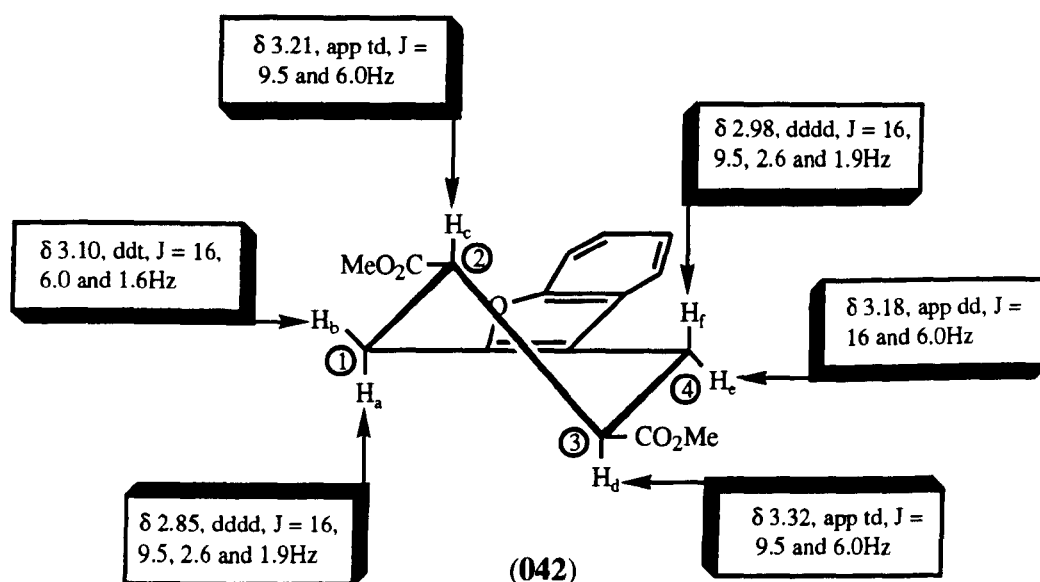 δ 3.21, app td, J =
9.5 and 6.0Hz
δ 2.98, dddd, J = 16,
9.5, 2.6 and 1.9Hz
δ 3.10, ddt, J = 16,
6.0 and 1.6Hz
H_c
MeO₂C
②
O
H_f
δ 3.18, app dd, J =
16 and 6.0Hz
H_b
①
④
H_e
H_a
③
CO₂Me
H_d
δ 2.85, dddd, J = 16,
9.5, 2.6 and 1.9Hz
δ 3.32, app td, J =
9.5 and 6.0Hz
(042)